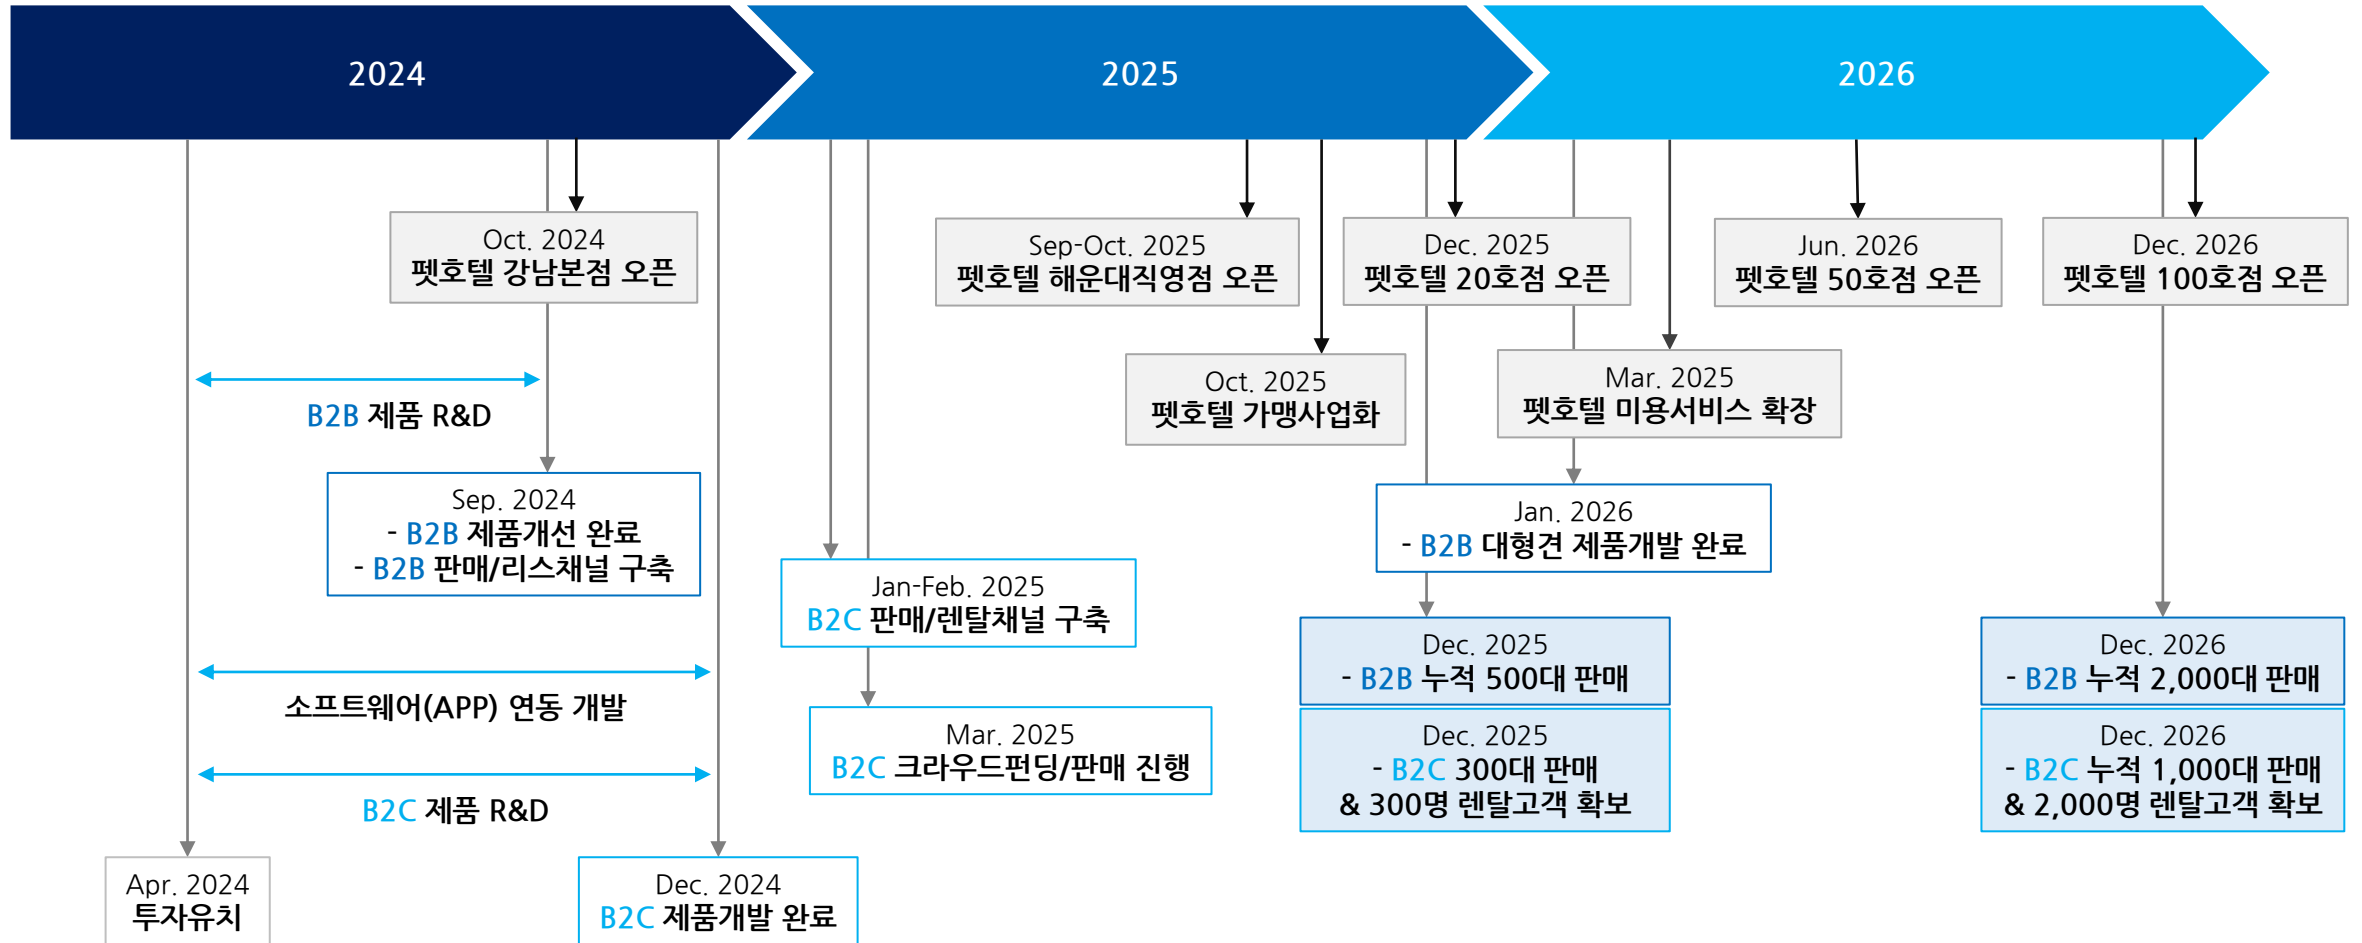 2024
2025
2026
Oct. 2024
펫호텔 강남본점 오픈
Sep-Oct. 2025
펫호텔 해운대직영점 오픈
Dec. 2025
펫호텔 20호점 오픈
Jun. 2026
펫호텔 50호점 오픈
Dec. 2026
펫호텔 100호점 오픈
Oct. 2025
펫호텔 가맹사업화
Mar. 2025
펫호텔 미용서비스 확장
B2B 제품 R&D
Sep. 2024
- B2B 제품개선 완료
- B2B 판매/리스채널 구축
Jan. 2026
- B2B 대형견 제품개발 완료
Jan-Feb. 2025
B2C 판매/렌탈채널 구축
Dec. 2025
- B2B 누적 500대 판매
Dec. 2026
- B2B 누적 2,000대 판매
소프트웨어(APP) 연동 개발
Mar. 2025
B2C 크라우드펀딩/판매 진행
Dec. 2025
- B2C 300대 판매
& 300명 렌탈고객 확보
Dec. 2026
- B2C 누적 1,000대 판매
& 2,000명 렌탈고객 확보
B2C 제품 R&D
Apr. 2024
투자유치
Dec. 2024
B2C 제품개발 완료